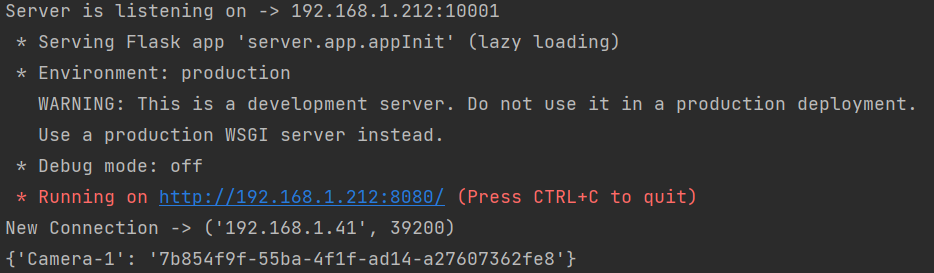 Server is listening on -> 192.168.1.212:10001
* Serving Flask app 'server.app.appInit' (lazy loading)
* Environment: production
WARNING: This is a development server. Do not use it in a production deployment.
Use a production WSGI server instead.
* Debug mode: off
* Running on http://192.168.1.212:8080/ (Press CTRL+C to quit)
New Connection -> ('192.168.1.41', 39200)
{'Camera-1': '7b854f9f-55ba-4f1f-ad14-a27607362fe8'}